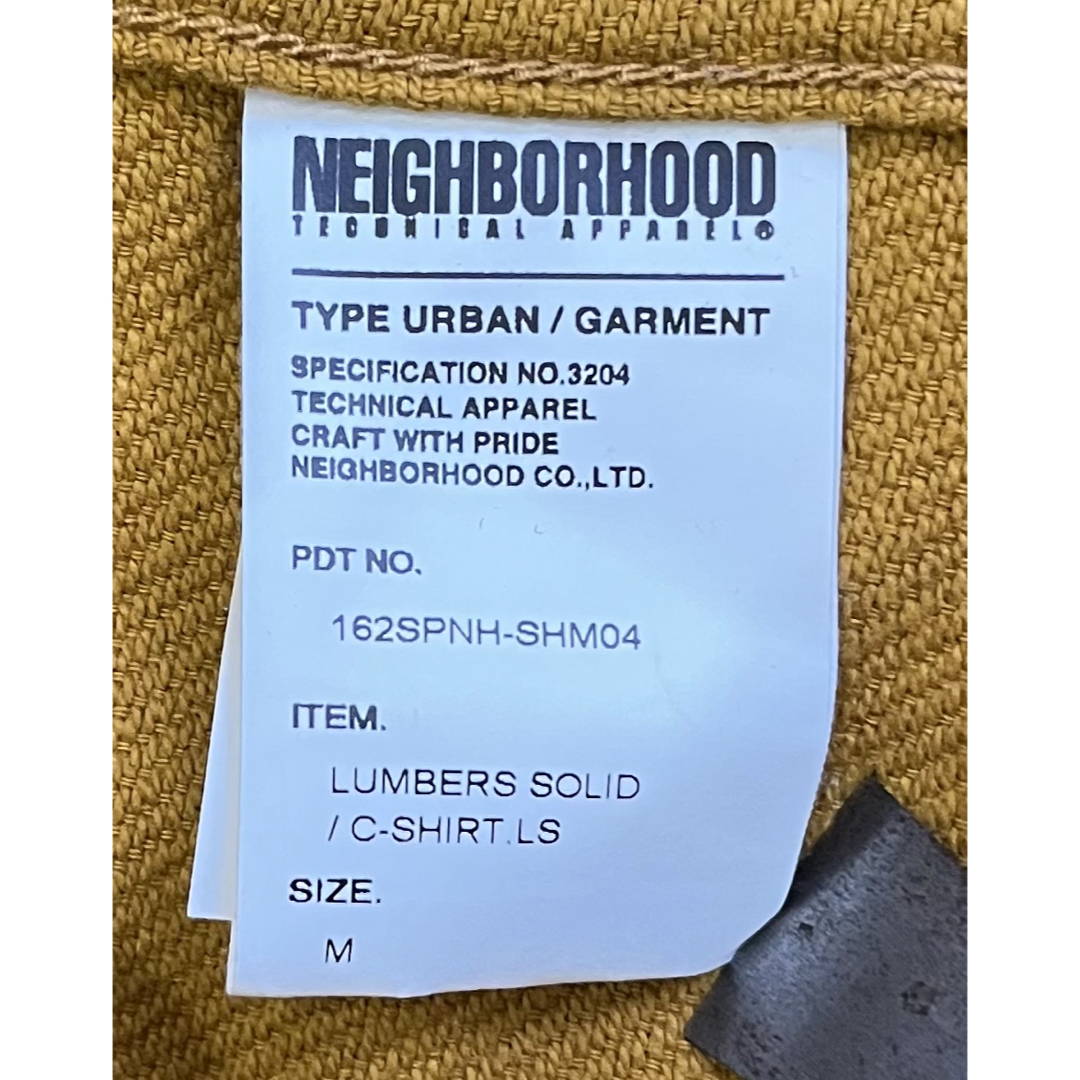 NEIGHBORHOOD
TECHNICAL APPAREL®
TYPE URBAN / GARMENT
SPECIFICATION NO.3204
TECHNICAL APPAREL
CRAFT WITH PRIDE
NEIGHBORHOOD CO.,LTD.
PDT NO.
162SPNH-SHM04
ITEM.
LUMBERS SOLID
/ C-SHIRT.LS
SIZE.
M